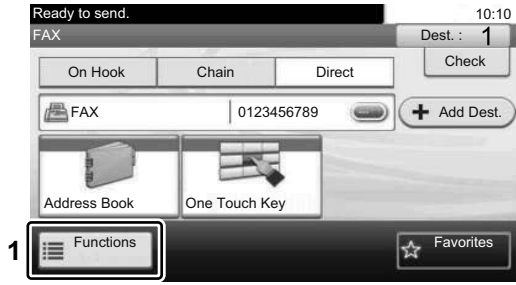 Ready to send. 10:10
FAX Dest. : 1
Check
On Hook Chain Direct
FAX 0123456789 Add Dest.
Address Book One Touch Key
1 Functions Favorites